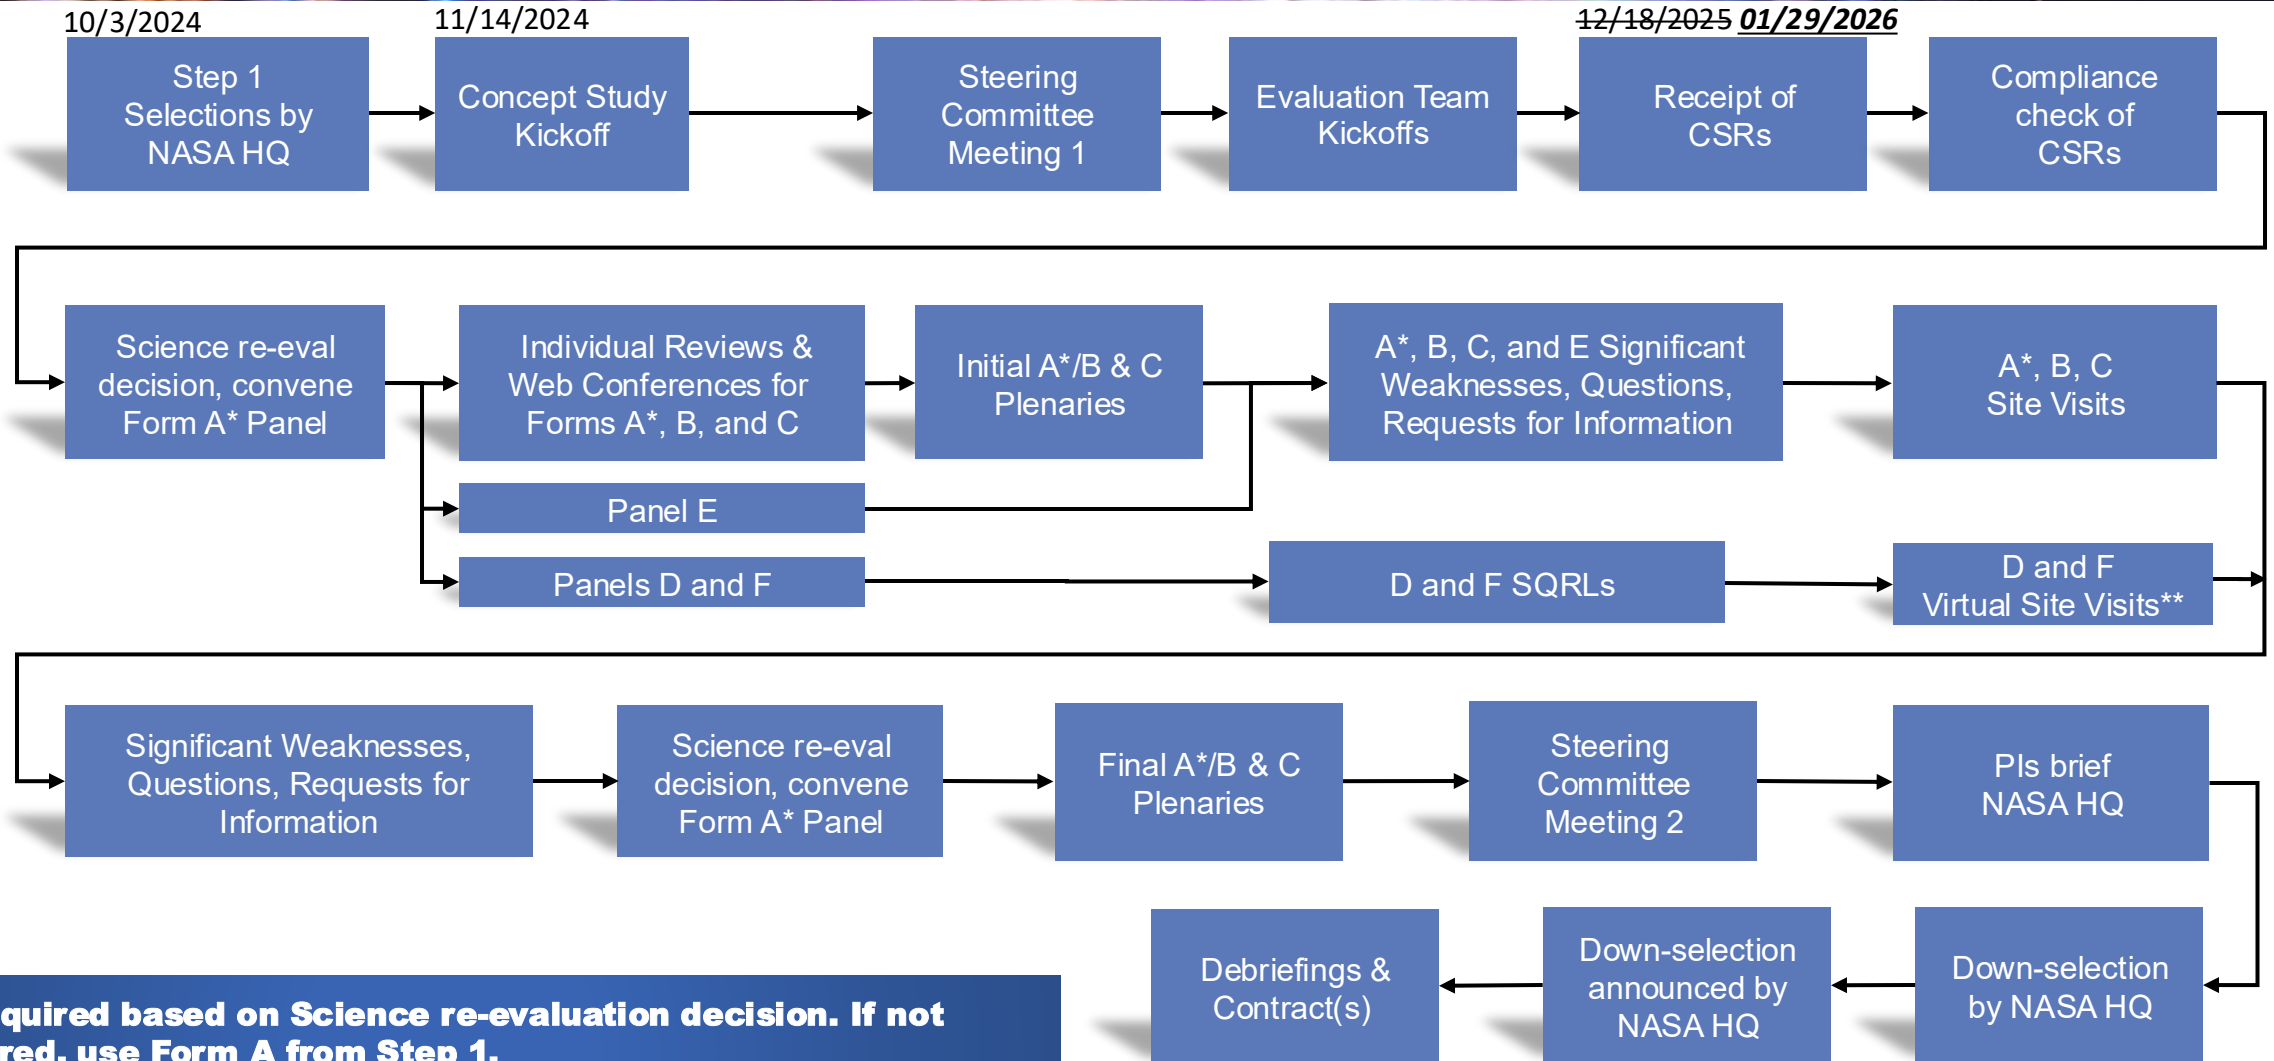 10/3/2024
11/14/2024
12/18/2025 01/29/2026
Step 1
Selections by
NASA HQ
Concept Study
Kickoff
Steering
Committee
Meeting 1
Evaluation Team
Kickoffs
Receipt of
CSRs
Compliance
check of
CSRs
Science re-eval
decision, convene
Form A* Panel
Individual Reviews &
Web Conferences for
Forms A*, B, and C
Initial A*/B & C
Plenaries
A*, B, C, and E Significant
Weaknesses, Questions,
Requests for Information
A*, B, C
Site Visits
Panel E
Panels D and F
D and F SQRLs
D and F
Virtual Site Visits**
Significant Weaknesses,
Questions, Requests for
Information
Science re-eval
decision, convene
Form A* Panel
Final A*/B & C
Plenaries
Steering
Committee
Meeting 2
PIs brief
NASA HQ
Debriefings &
Contract(s)
Down-selection
announced by
NASA HQ
Down-selection
by NASA HQ
quired based on Science re-evaluation decision. If not
red, use Form A from Step 1.